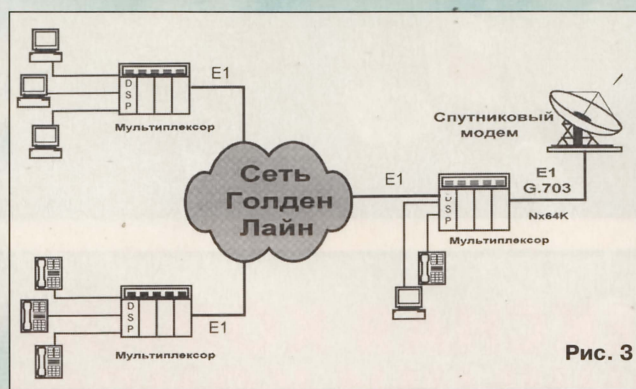 D
S
P
E1
Мультиплексор
Сеть
Голден
Лайн
E1
Спутниковый
модем
E1
G.703
Nx64K
U
S
P
Мультиплексор
D
S
P
E1
Мультиплексор
Рис. 3